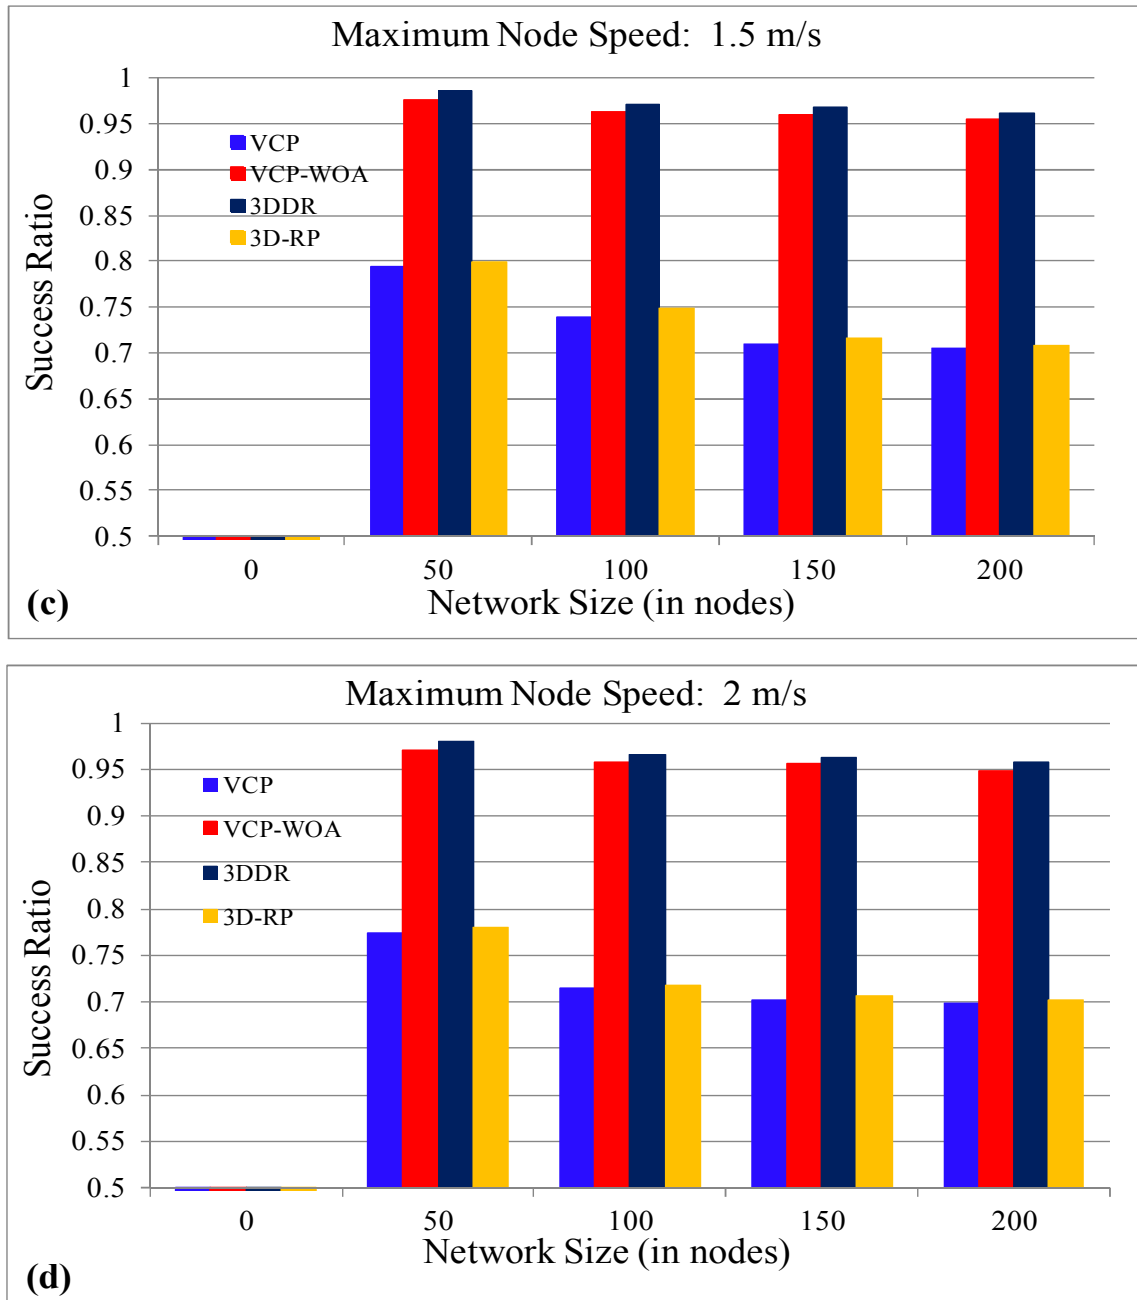 Maximum Node Speed: 1.5 m/s
1
0.95
0.9
0.85
0.8
0.75
0.7
0.65
0.6
0.55
0.5
Success Ratio
VCP
VCP-WOA
3DDR
3D-RP
0 50 100 150 200
Network Size (in nodes)
(c)
Maximum Node Speed: 2 m/s
1
0.95
0.9
0.85
0.8
0.75
0.7
0.65
0.6
0.55
0.5
Success Ratio
VCP
VCP-WOA
3DDR
3D-RP
0 50 100 150 200
Network Size (in nodes)
(d)